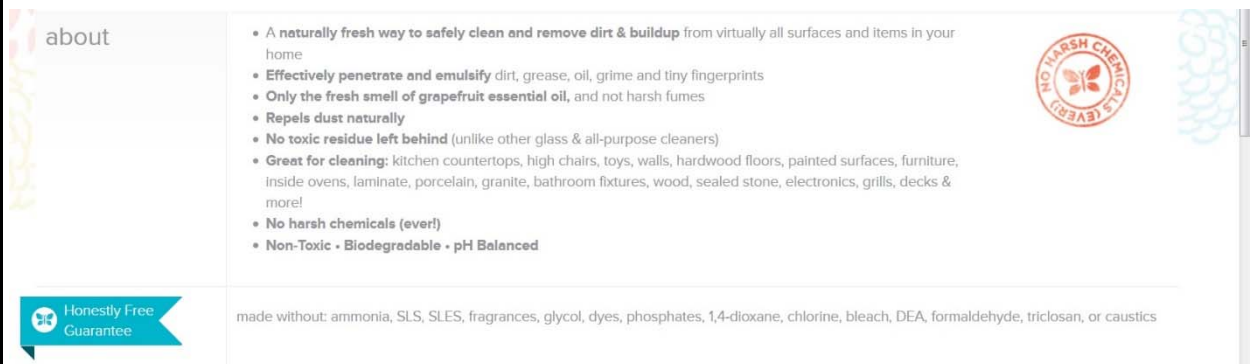 about
• A naturally fresh way to safely clean and remove dirt & buildup from virtually all surfaces and items in your
home
• Effectively penetrate and emulsify dirt, grease, oil, grime and tiny fingerprints
• Only the fresh smell of grapefruit essential oil, and not harsh fumes
• Repels dust naturally
• No toxic residue left behind (unlike other glass & all-purpose cleaners)
• Great for cleaning: kitchen countertops, high chairs, toys, walls, hardwood floors, painted surfaces, furniture,
inside ovens, laminate, porcelain, granite, bathroom fixtures, wood, sealed stone, electronics, grills, decks &
more!
• No harsh chemicals (ever!)
• Non-Toxic • Biodegradable • pH Balanced
NO HARSH CHEMICALS (EVER!)
Honestly Free
Guarantee
made without: ammonia, SLS, SLES, fragrances, glycol, dyes, phosphates, 1,4-dioxane, chlorine, bleach, DEA, formaldehyde, triclosan, or caustics